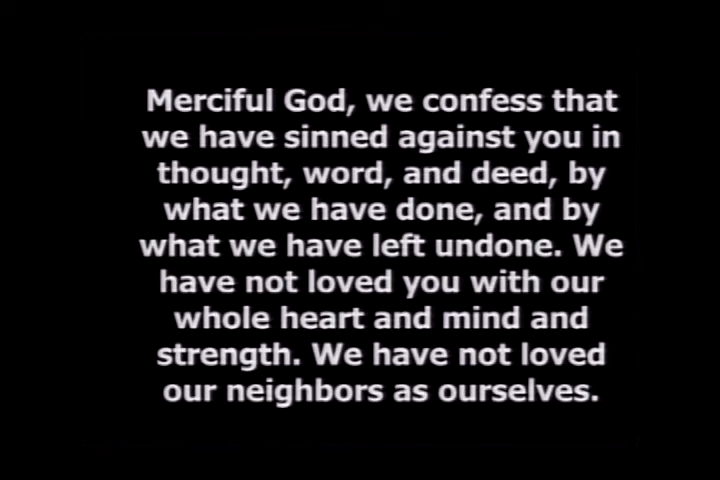 Merciful God, we confess that
we have sinned against you in
thought, word, and deed, by
what we have done, and by
what we have left undone. We
have not loved you with our
whole heart and mind and
strength. We have not loved
our neighbors as ourselves.